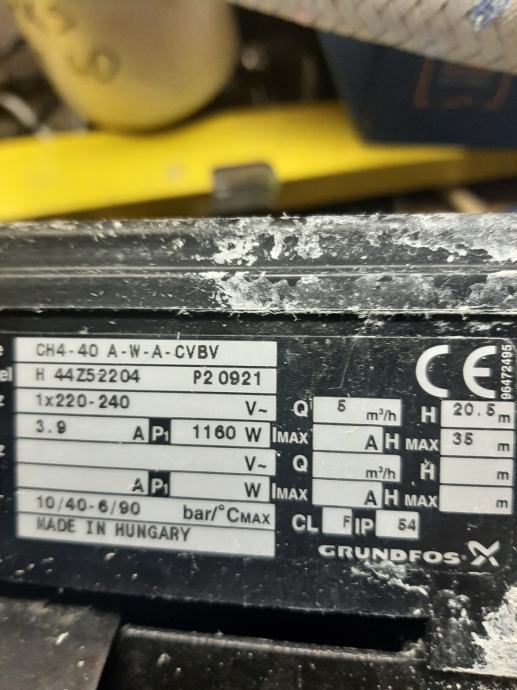 CH4-40 A-W-A-CVBV
H 44Z52204 P2 0921
1x220-240 V~ Q 5 m³/h H 20.5 m
3.9 A P1 1160 W IMAX A H MAX 35 m
V~ Q m³/h H m
A P1 W IMAX A H MAX m
10/40-6/90 bar/°CMAX CL F IP 54
MADE IN HUNGARY
GRUNDFOS
CE
96472495